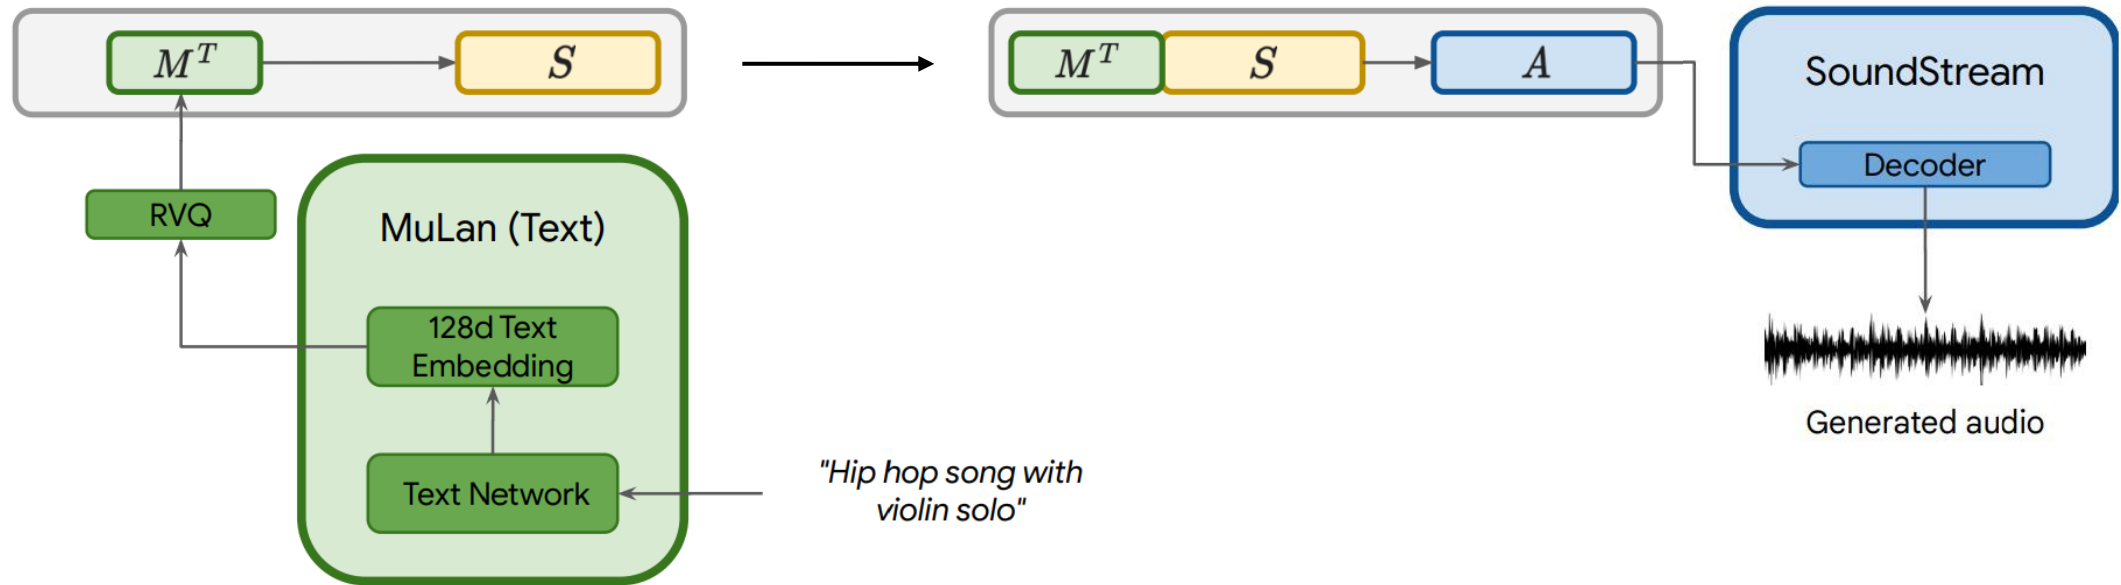 M^T
S
M^T
S
A
SoundStream
Decoder
RVQ
MuLan (Text)
128d Text
Embedding
Text Network
"Hip hop song with
violin solo"
Generated audio